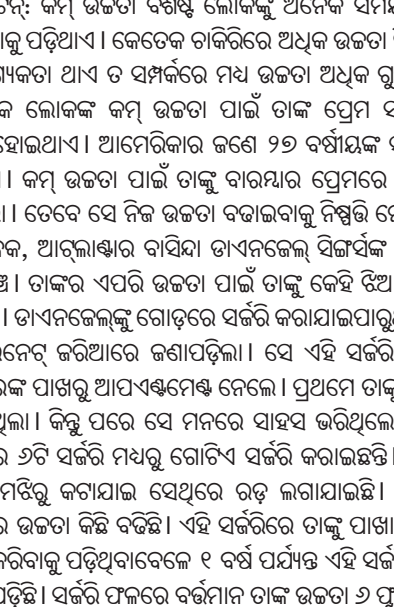 ଟନ୍: କମ୍ ଉଚ୍ଚତା ବିଶିଷ୍ଟ ଲୋକଙ୍କୁ ଅନେକ ସମୟ
ାକୁ ପଡ଼ିଥାଏ । କେତେକ ଚାକିରିରେ ଅଧିକ ଉଚ୍ଚତା
ଶ୍ୟକତା ଥାଏ ତ ସମ୍ପର୍କରେ ମଧ୍ୟ ଉଚ୍ଚତା ଅଧିକ ଗୁ
କ ଲୋକଙ୍କ କମ୍ ଉଚ୍ଚତା ପାଇଁ ତାଙ୍କ ପ୍ରେମ ସ
ହୋଇଥାଏ । ଆମେରିକାର ଜଣେ ୨୭ ବର୍ଷୀୟଙ୍କ
। କମ୍ ଉଚ୍ଚତା ପାଇଁ ତାଙ୍କୁ ବାରମ୍ବାର ପ୍ରେମରେ
ା । ତେବେ ସେ ନିଜ ଉଚ୍ଚତା ବଢାଇବାକୁ ନିଷ୍ପତ୍ତି ନେ
କ, ଆଟ୍‌ଲାଣ୍ଟାର ବାସିନ୍ଦା ଡାଏନଜେଲ୍ ସିଙ୍ଗର୍ସଙ୍କ
ଞ୍ଚ । ତାଙ୍କର ଏପରି ଉଚ୍ଚତା ପାଇଁ ତାଙ୍କୁ କେହି ଝିଅ
। ଡାଏନଜେଲ୍‌ଙ୍କୁ ଗୋଡ଼ରେ ସର୍ଜରି କରାଯାଇପାରୁ
ନେଟ୍ ଜରିଆରେ ଜଣାପଡ଼ିଲା । ସେ ଏହି ସର୍ଜରି
ଙ୍କ ପାଖରୁ ଆପଏଣ୍ଟମେଣ୍ଟ ନେଲେ । ପ୍ରଥମେ ତାଙ୍କୁ
ଥିଲା । କିନ୍ତୁ ପରେ ସେ ମନରେ ସାହସ ଭରିଥିଲେ
ର ୬ଟି ସର୍ଜରି ମଧ୍ୟରୁ ଗୋଟିଏ ସର୍ଜରି କରାଇଛନ୍ତି ।
ମଝିରୁ କଟାଯାଇ ସେଥିରେ ରଡ଼ ଲଗାଯାଇଛି ।
ର ଉଚ୍ଚତା କିଛି ବଢିଛି । ଏହି ସର୍ଜରିରେ ତାଙ୍କୁ ପାଖା
କରିବାକୁ ପଡ଼ିଥିବାବେଳେ ୧ ବର୍ଷ ପର୍ଯ୍ୟନ୍ତ ଏହି ସର୍ଜ
ପଡ଼ିଛି । ସର୍ଜରି ଫଳରେ ବର୍ତ୍ତମାନ ତାଙ୍କ ଉଚ୍ଚତା ୬ ଫୁ